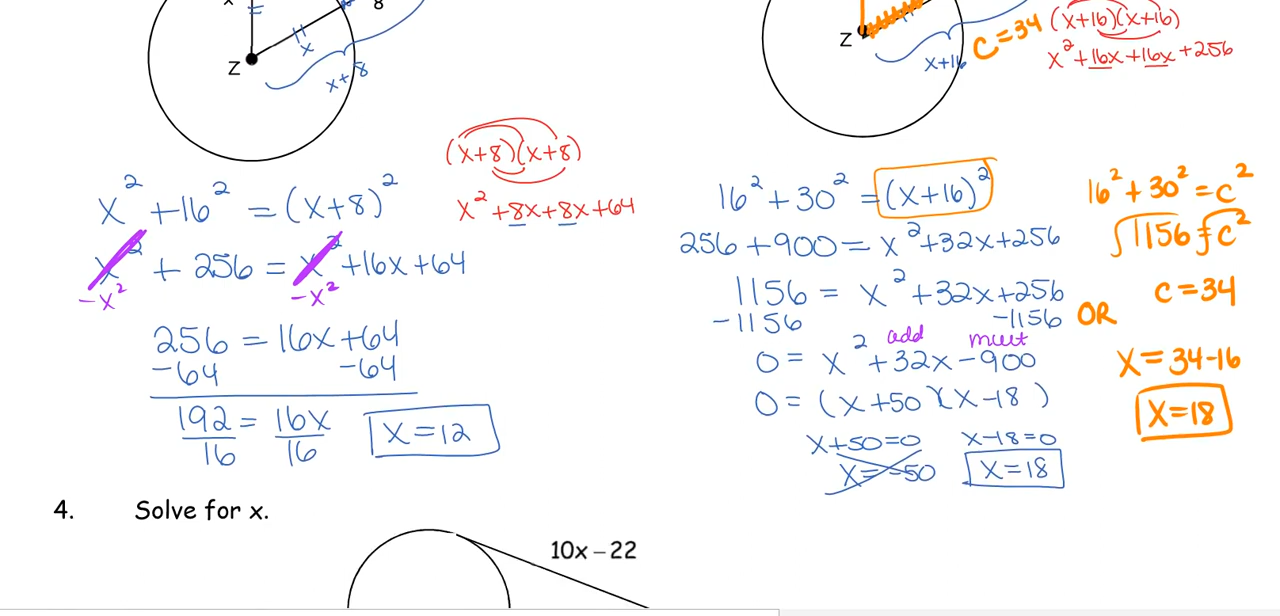 x
8
Z
x
x+8
(x+8)(x+8)
x² +8x+8x+64
x² +16² = (x+8)²
x² + 256 = x² +16x+64
-x² -x²
256 = 16x+64
-64 -64
192 = 16x
16 16
x=12
Z
x+16
C=34
(x+16)(x+16)
x² +16x+16x+256
16² + 30² = (x+16)²
256+900 = x²+32x+256
1156 = x²+32x+256
-1156 -1156
add mult
0 = x² +32x-900
0 = (x+50)(x-18)
x+50=0 x-18=0
x=-50 x=18
OR
16² + 30² = c²
√1156 = √c²
c=34
x=34-16
x=18
4. Solve for x.
10x – 22